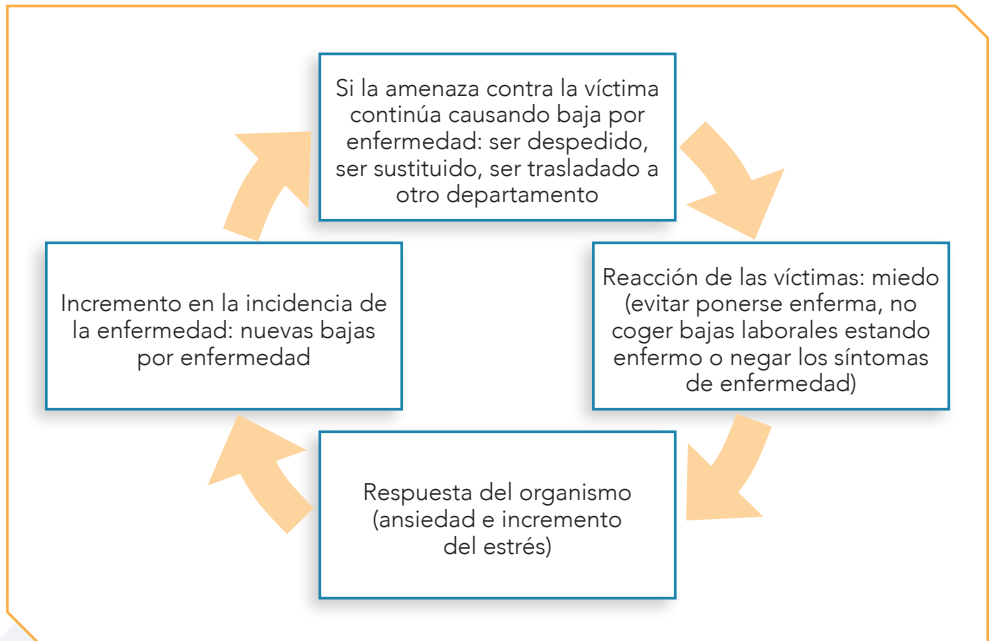 Si la amenaza contra la víctima
continúa causando baja por
enfermedad: ser despedido,
ser sustituido, ser trasladado a
otro departamento
Reacción de las víctimas: miedo
(evitar ponerse enferma, no
coger bajas laborales estando
enfermo o negar los síntomas
de enfermedad)
Respuesta del organismo
(ansiedad e incremento
del estrés)
Incremento en la incidencia de
la enfermedad: nuevas bajas
por enfermedad